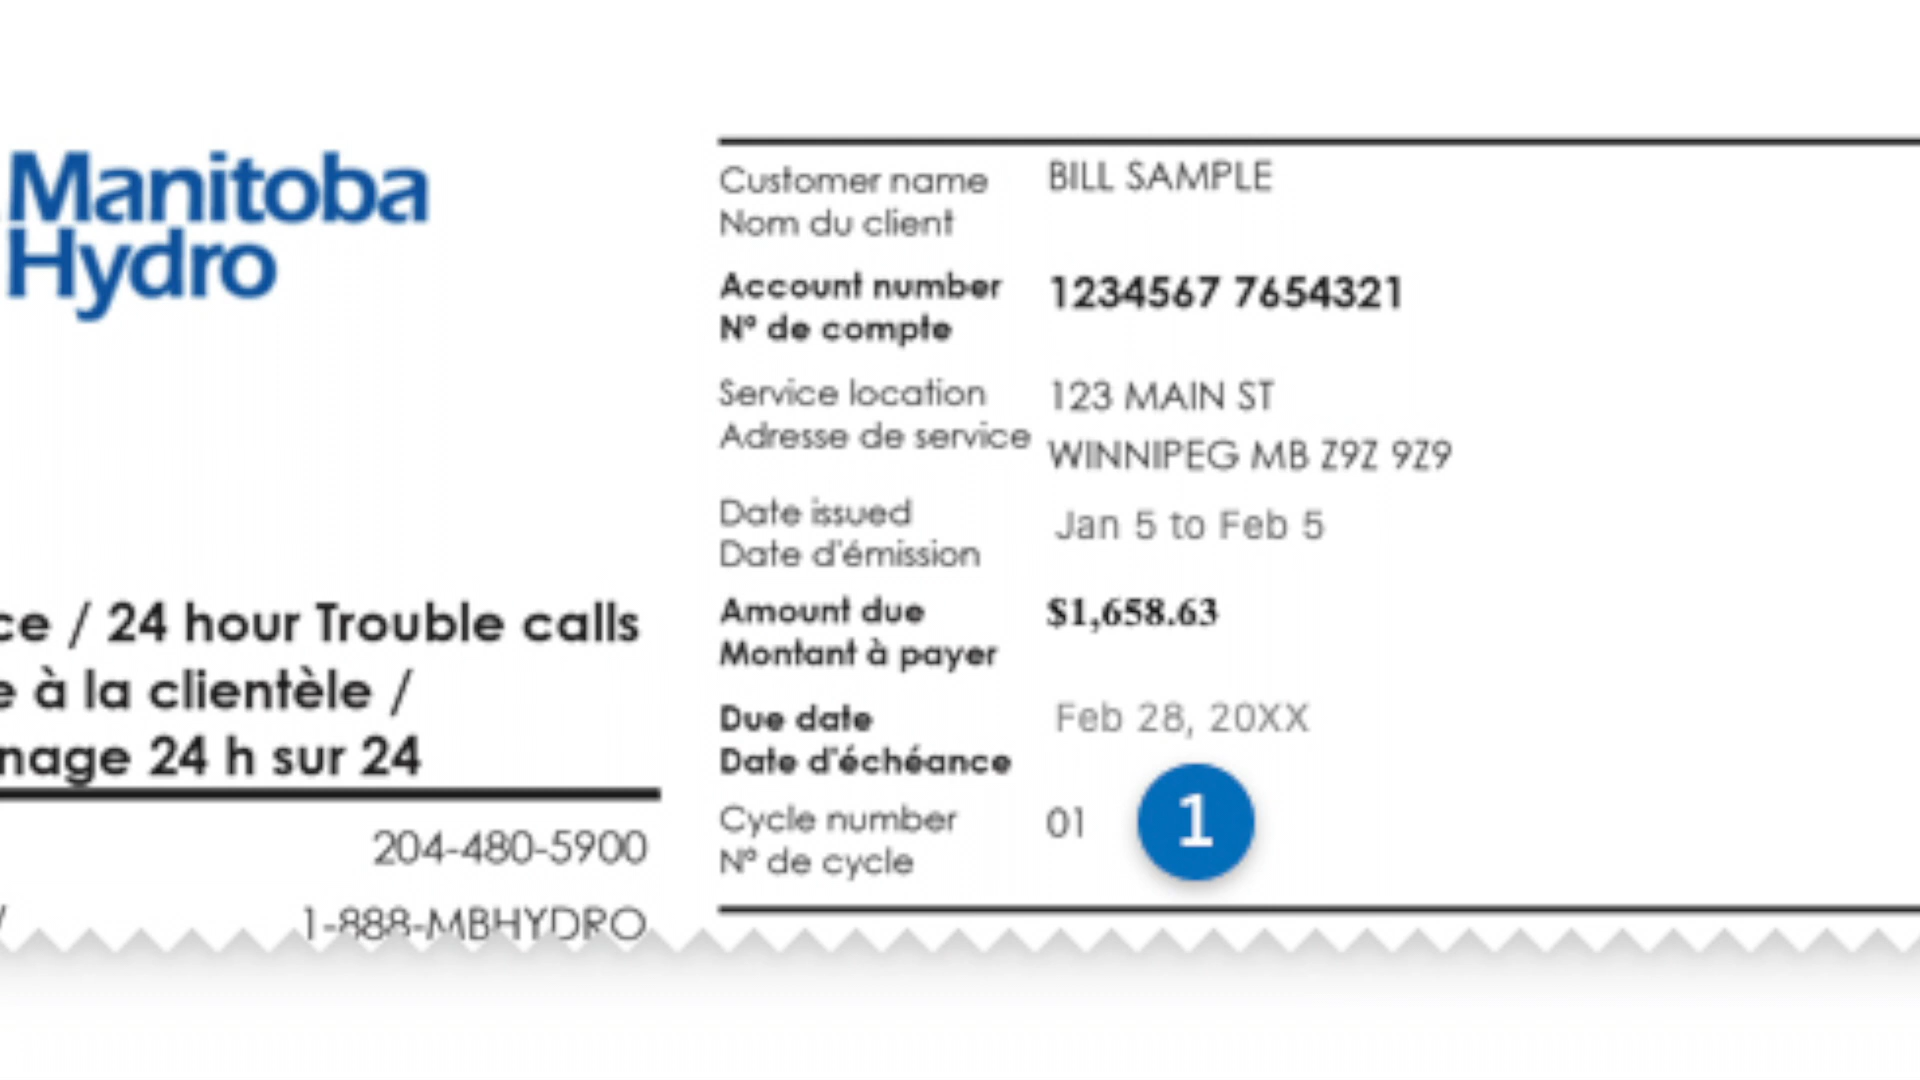 Manitoba
Hydro
ce / 24 hour Trouble calls
e à la clientèle /
nage 24 h sur 24
204-480-5900
/ 1-888-MBHYDRO
Customer name BILL SAMPLE
Nom du client
Account number 1234567 7654321
Nº de compte
Service location 123 MAIN ST
Adresse de service WINNIPEG MB Z9Z 9Z9
Date issued Jan 5 to Feb 5
Date d'émission
Amount due $1,658.63
Montant à payer
Due date Feb 28, 20XX
Date d'échéance
Cycle number 01 1
Nº de cycle